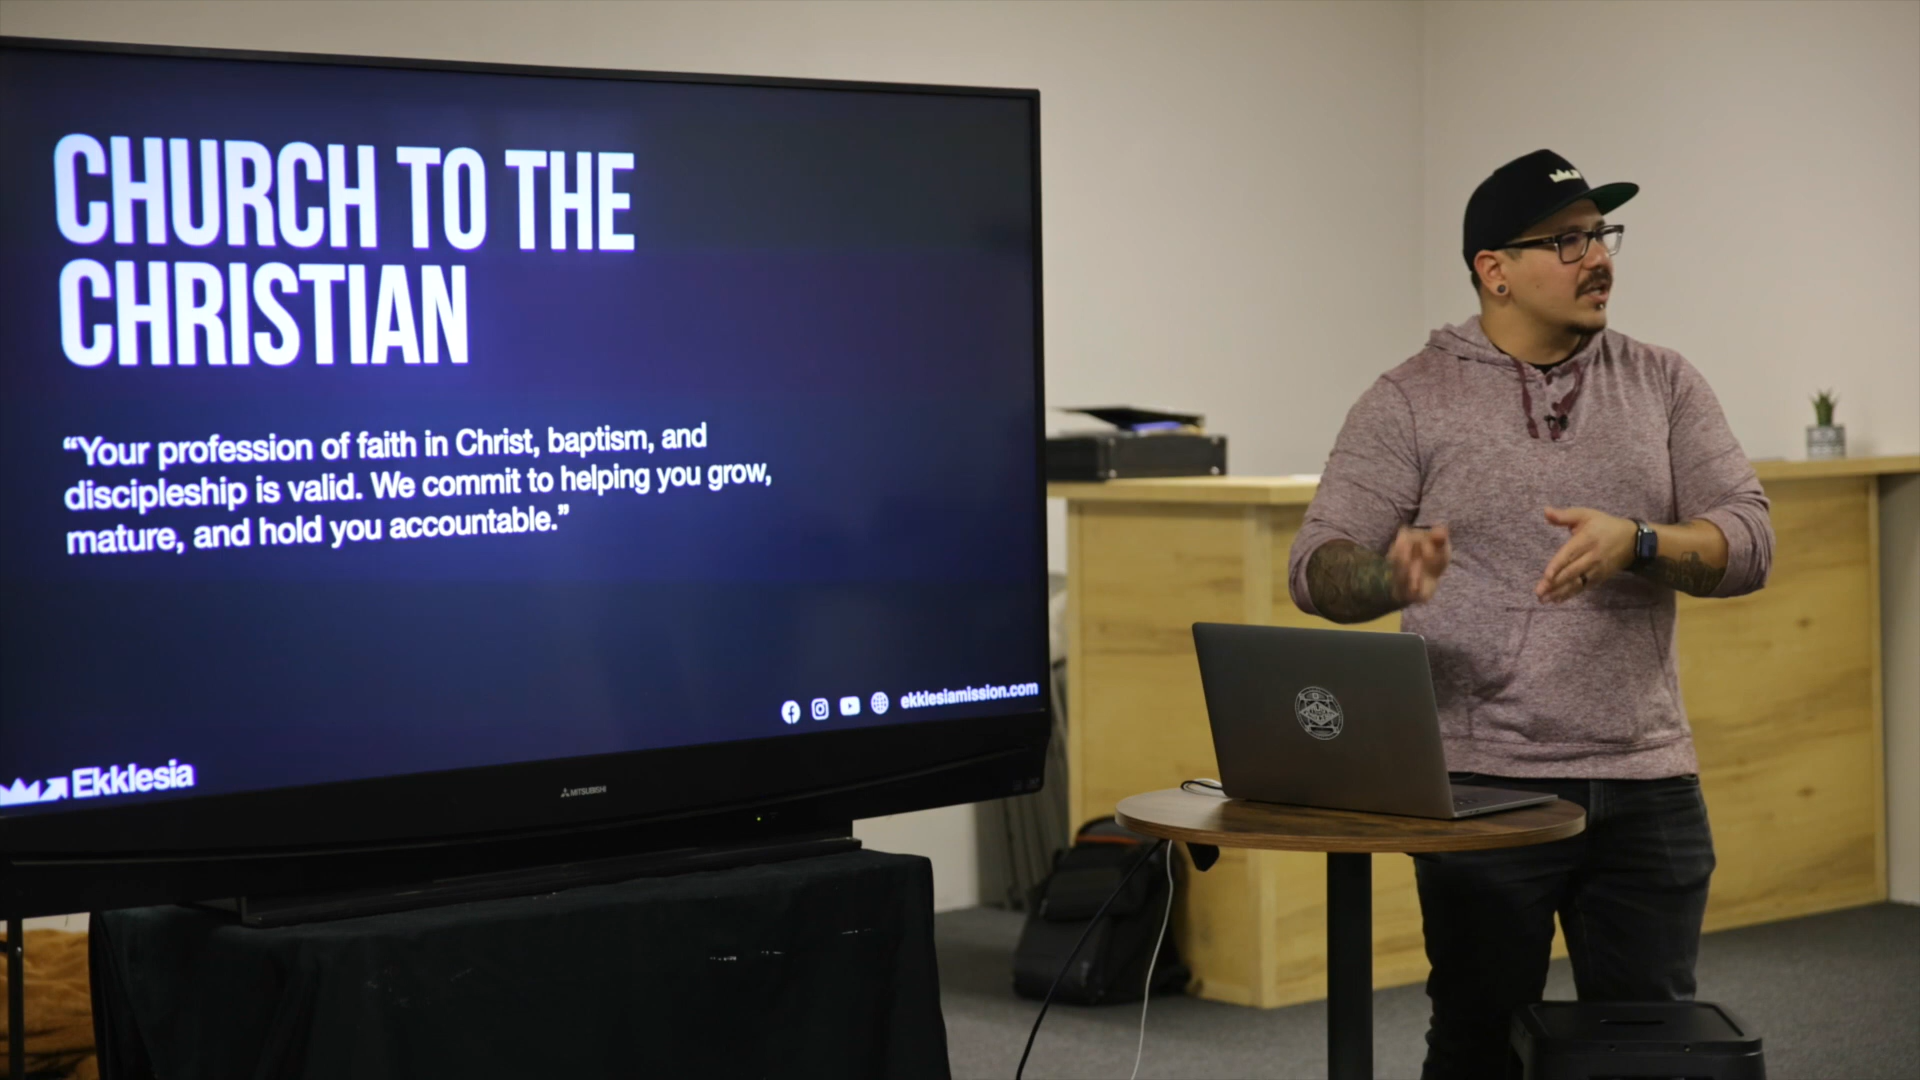 CHURCH TO THE
CHRISTIAN
“Your profession of faith in Christ, baptism, and
discipleship is valid. We commit to helping you grow,
mature, and hold you accountable.”
ekklesiamission.com
Ekklesia
MITSUBISHI